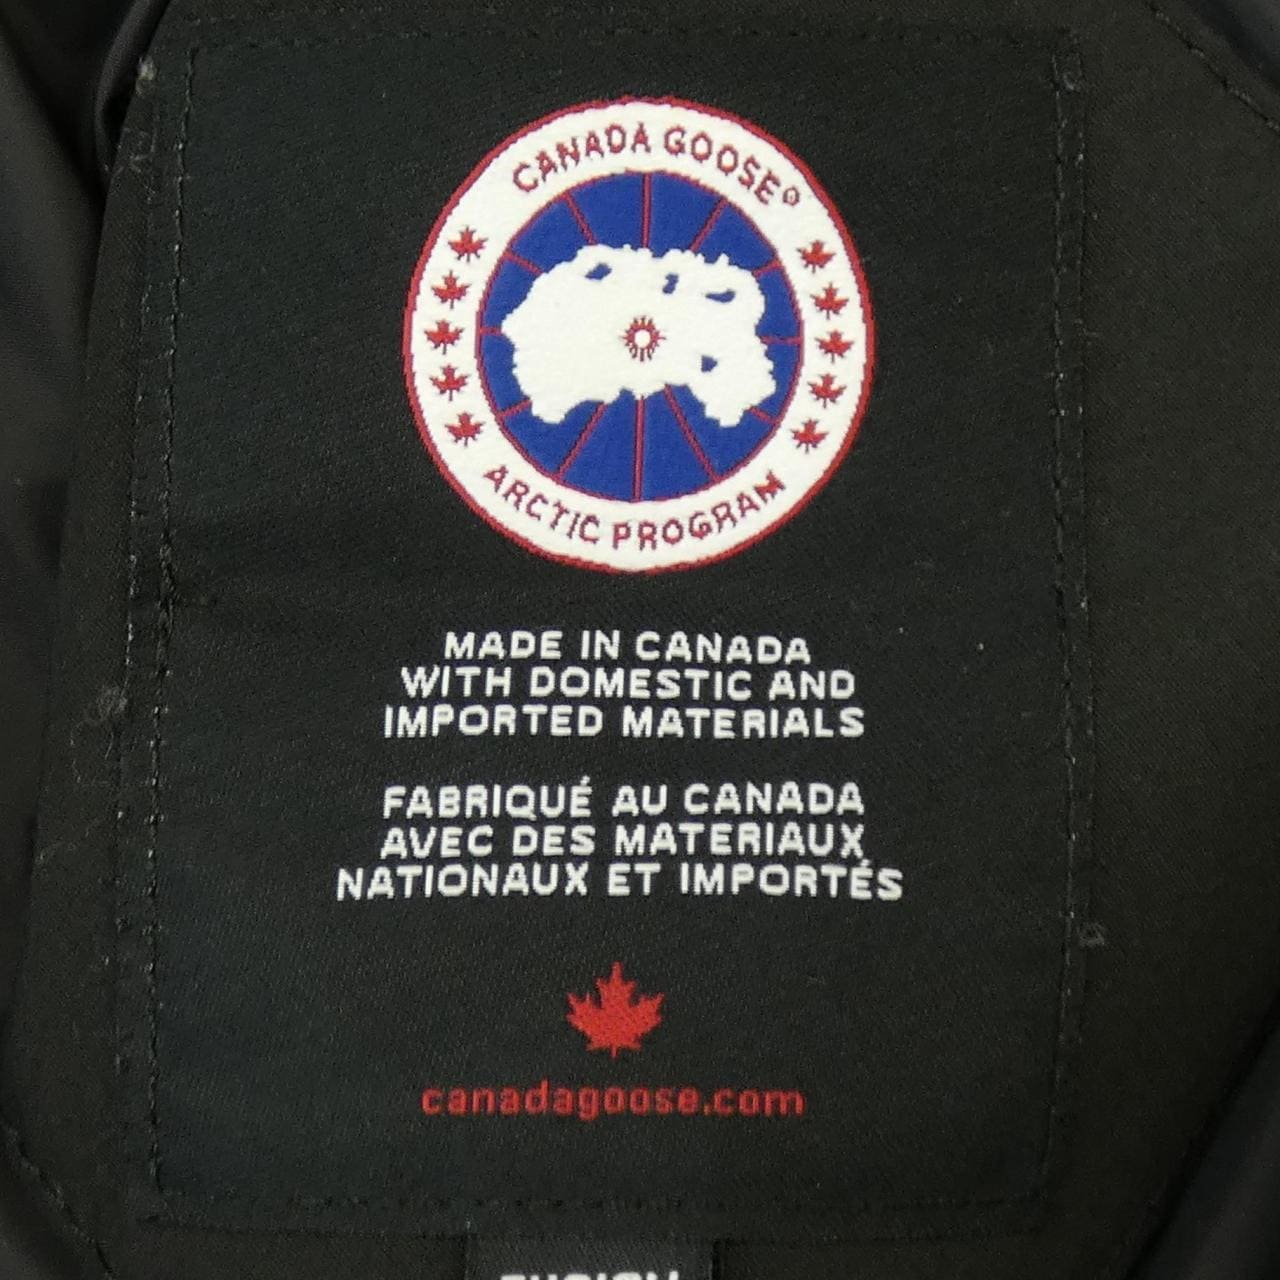 CANADA GOOSE®
ARCTIC PROGRAM
MADE IN CANADA
WITH DOMESTIC AND
IMPORTED MATERIALS
FABRIQUÉ AU CANADA
AVEC DES MATERIAUX
NATIONAUX ET IMPORTÉS
canadagoose.com